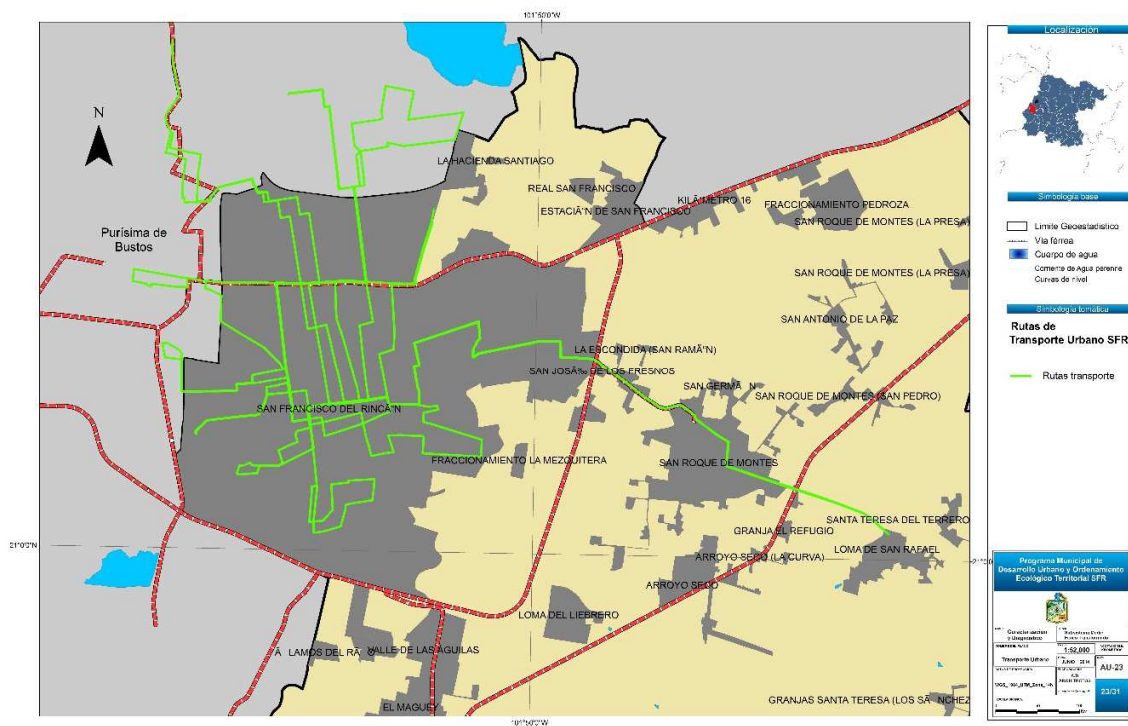 101°50'0"W
N
LA HACIENDA SANTIAGO
REAL SAN FRANCISCO
ESTACIÃ“N DE SAN FRANCISCO
KILÃ“METRO 16
FRACCIONAMIENTO PEDROZA
SAN ROQUE DE MONTES (LA PRESA)
Purísima de
Bustos
SAN ROQUE DE MONTES (LA PRESA)
SAN ANTONIO DE LA PAZ
LA ESCONDIDA (SAN RAMÃ“N)
SAN JOSÃ‰ DE LOS FRESNOS
SAN GERMÃ N
SAN ROQUE DE MONTES (SAN PEDRO)
SAN FRANCISCO DEL RINCÃ“N
FRACCIONAMIENTO LA MEZQUITERA
SAN ROQUE DE MONTES
SANTA TERESA DEL TERRERO
GRANJA EL REFUGIO
21°0'0"N
ARROYO SECO (LA CURVA)
LOMA DE SAN RAFAEL
ARROYO SECO
LOMA DEL LIEBRERO
Ã LAMOS DEL RÃ O
VALLE DE LAS AGUILAS
EL MAGUEY
GRANJAS SANTA TERESA (LOS SÃ NCHEZ
101°50'0"W
Localización
Simbología base
Limite Geoestadistico
Via férrea
Cuerpo de agua
Corriente de Agua perenne
Curvas de nivel
Simbología temática
Rutas de
Transporte Urbano SFR
Rutas transporte
Programa Municipal de
Desarrollo Urbano y Ordenamiento
Ecológico Territorial SFR
Caracterización
y Diagnóstico
1:52,000
Transporte Urbano
JUNIO
AU-23
23/31